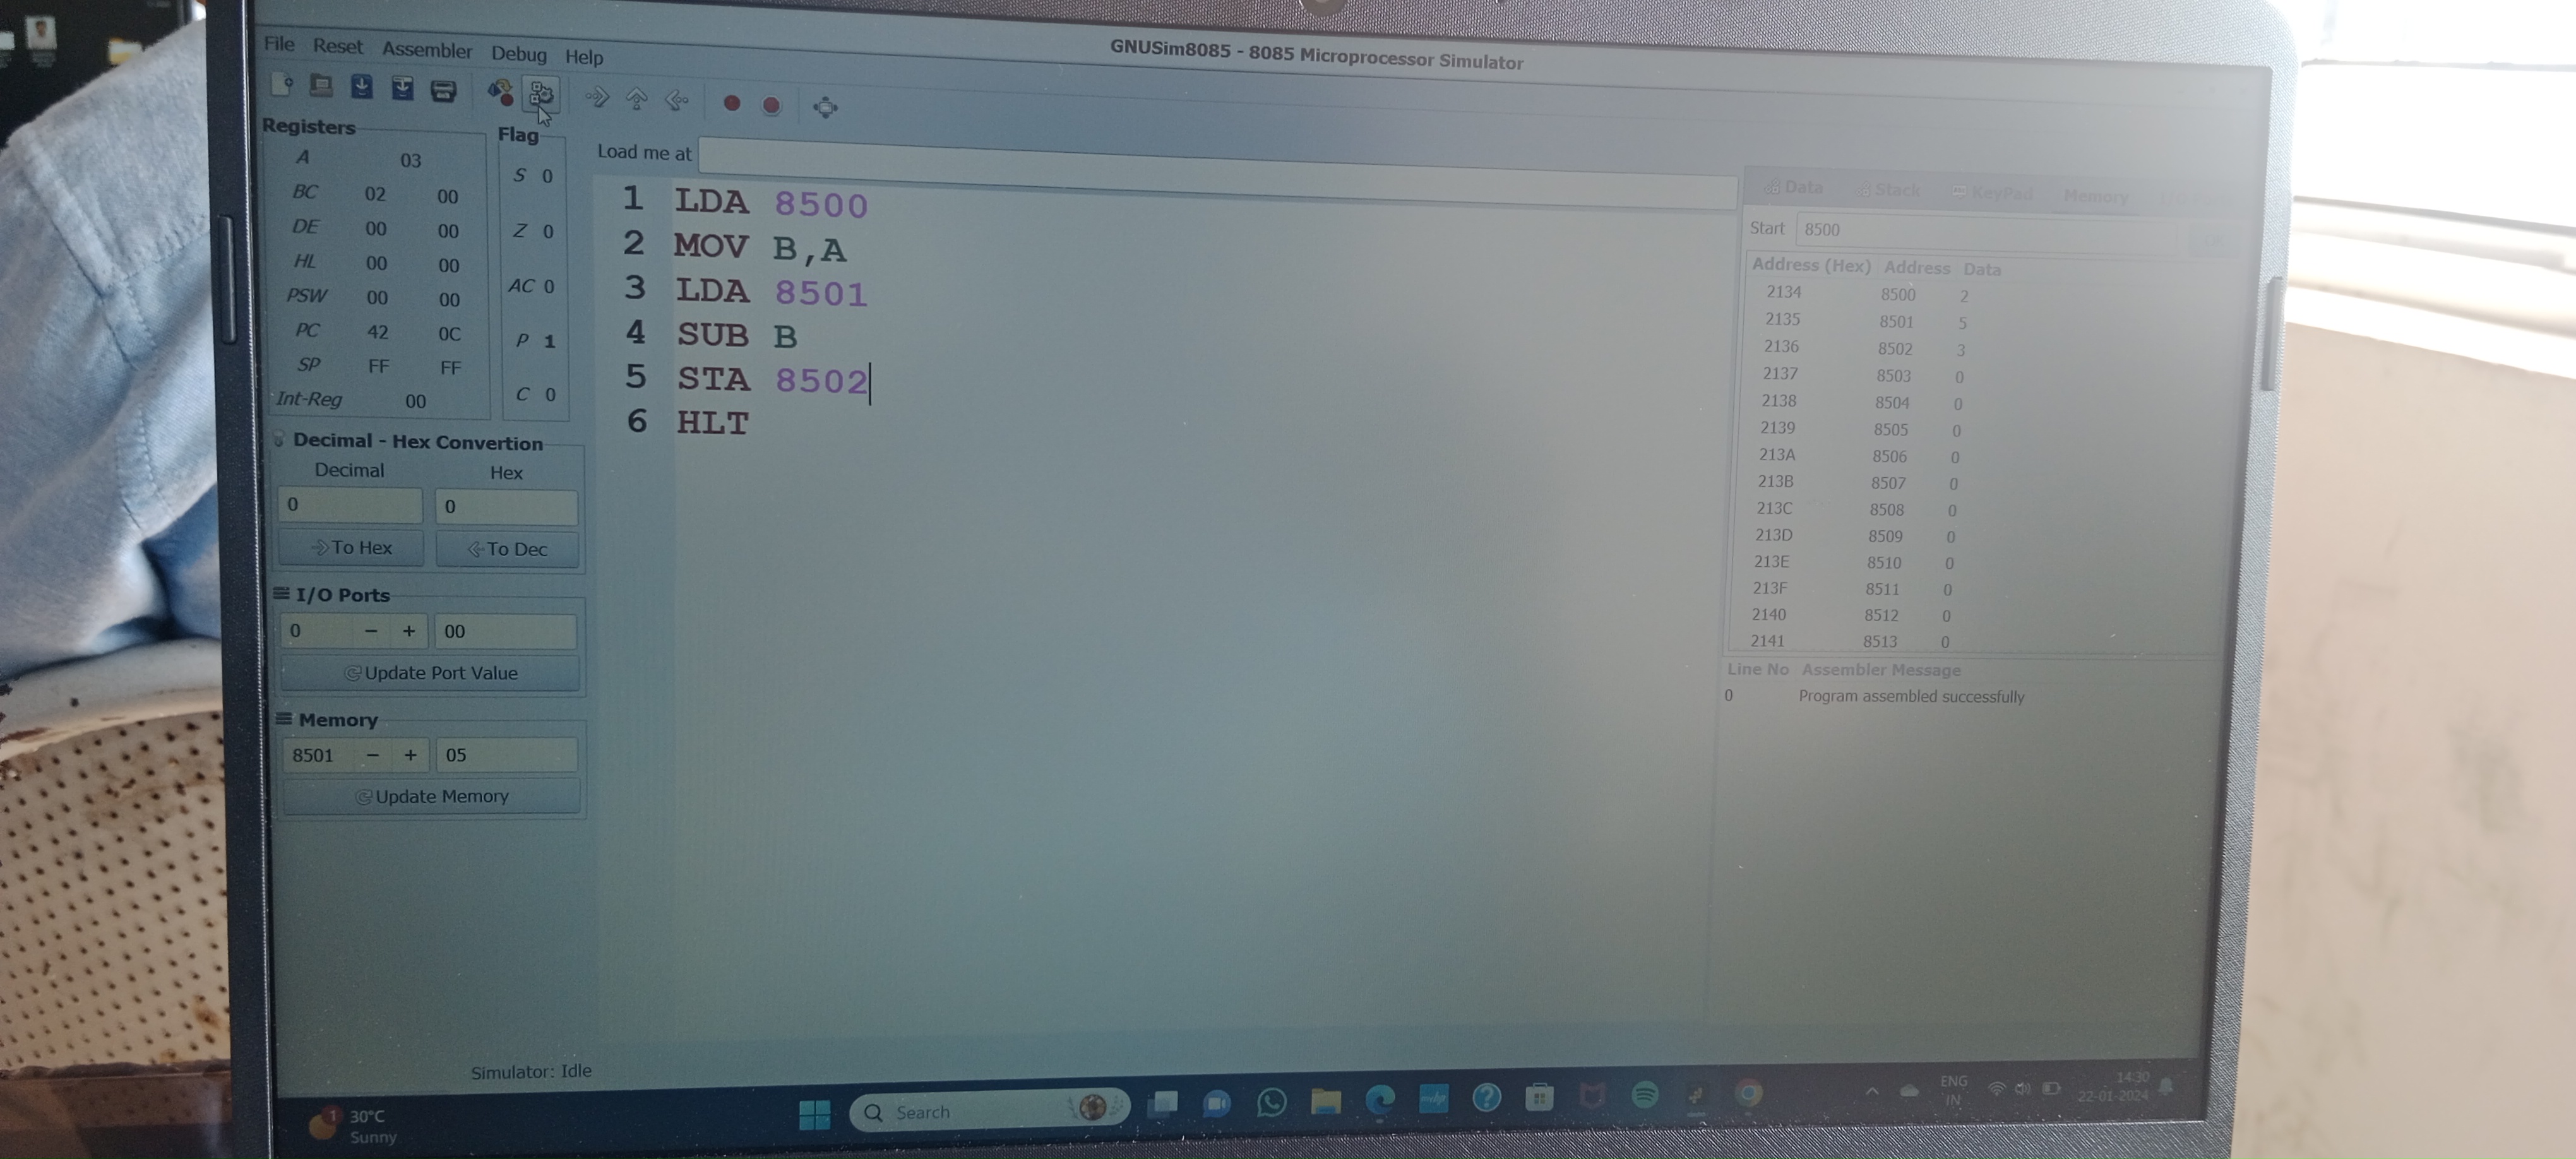 GNUSim8085 - 8085 Microprocessor Simulator
File Reset Assembler Debug Help
Registers
A 03
BC 02 00
DE 00 00
HL 00 00
PSW 00 00
PC 42 0C
SP FF FF
Int-Reg 00
Flag
S 0
Z 0
AC 0
P 1
C 0
Decimal - Hex Convertion
Decimal Hex
0 0
To Hex To Dec
I/O Ports
0 - + 00
Update Port Value
Memory
8501 - + 05
Update Memory
Load me at
1 LDA 8500
2 MOV B,A
3 LDA 8501
4 SUB B
5 STA 8502
6 HLT
Data Stack KeyPad Memory
Start 8500
Address (Hex) Address Data
2134 8500 2
2135 8501 5
2136 8502 3
2137 8503 0
2138 8504 0
2139 8505 0
213A 8506 0
213B 8507 0
213C 8508 0
213D 8509 0
213E 8510 0
213F 8511 0
2140 8512 0
2141 8513 0
Line No Assembler Message
0 Program assembled successfully
Simulator: Idle
1 30°C
Sunny
Search
ENG
IN
14:30
22-01-2024